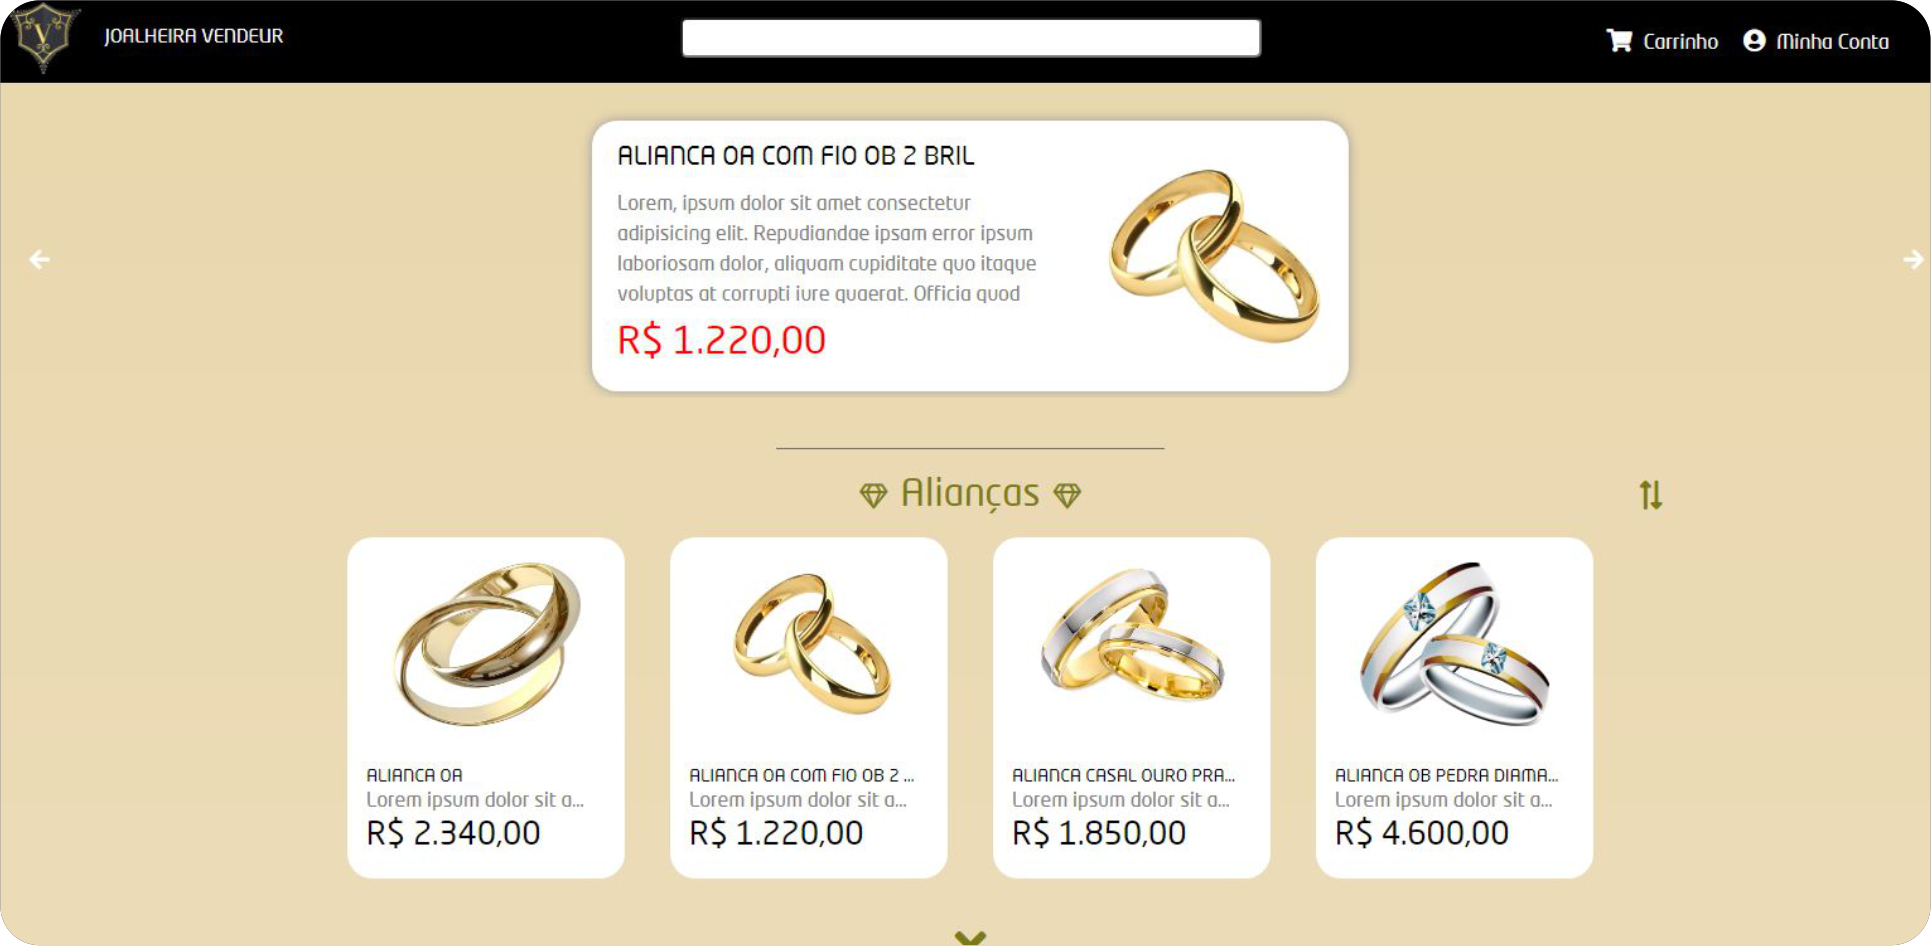 V
JOALHEIRA VENDEUR
Carrinho
Minha Conta
ALIANCA OA COM FIO OB 2 BRIL
Lorem, ipsum dolor sit amet consectetur
adipisicing elit. Repudiandae ipsam error ipsum
laboriosam dolor, aliquam cupiditate quo itaque
voluptas at corrupti iure quaerat. Officia quod
R$ 1.220,00
Alianças
ALIANCA OA
Lorem ipsum dolor sit a...
R$ 2.340,00
ALIANCA OA COM FIO OB 2 ...
Lorem ipsum dolor sit a...
R$ 1.220,00
ALIANCA CASAL OURO PRA...
Lorem ipsum dolor sit a...
R$ 1.850,00
ALIANCA OB PEDRA DIAMA...
Lorem ipsum dolor sit a...
R$ 4.600,00